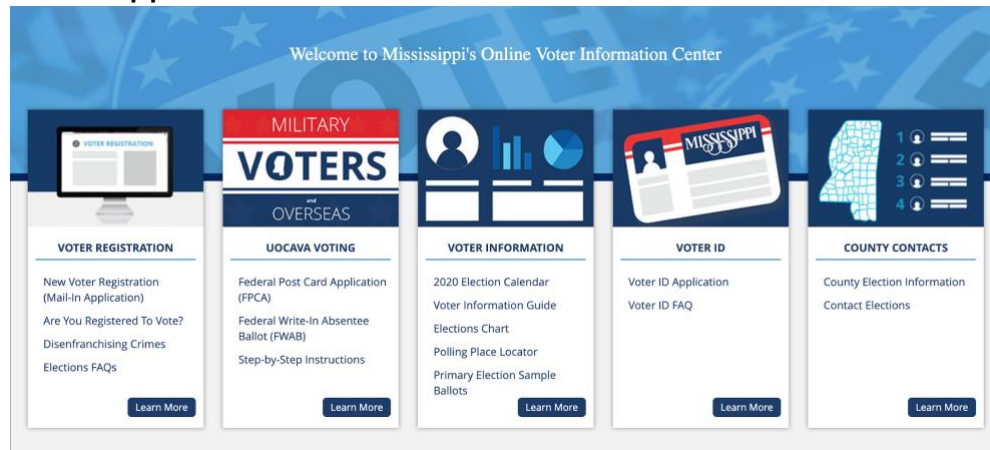 Welcome to Mississippi's Online Voter Information Center
VOTER REGISTRATION
VOTER REGISTRATION
New Voter Registration
(Mail-In Application)
Are You Registered To Vote?
Disenfranchising Crimes
Elections FAQs
Learn More
MILITARY
VOTERS
and
OVERSEAS
UOCAVA VOTING
Federal Post Card Application
(FPCA)
Federal Write-In Absentee
Ballot (FWAB)
Step-by-Step Instructions
Learn More
VOTER INFORMATION
2020 Election Calendar
Voter Information Guide
Elections Chart
Polling Place Locator
Primary Election Sample
Ballots
Learn More
MISSISSIPPI
VOTER ID
Voter ID Application
Voter ID FAQ
Learn More
1
2
3
4
COUNTY CONTACTS
County Election Information
Contact Elections
Learn More